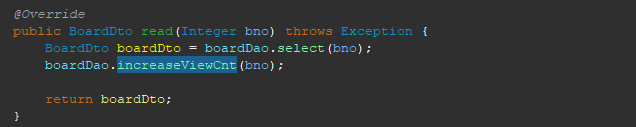 @Override
public BoardDto read(Integer bno) throws Exception {
BoardDto boardDto = boardDao.select(bno);
boardDao.increaseViewCnt(bno);
return boardDto;
}